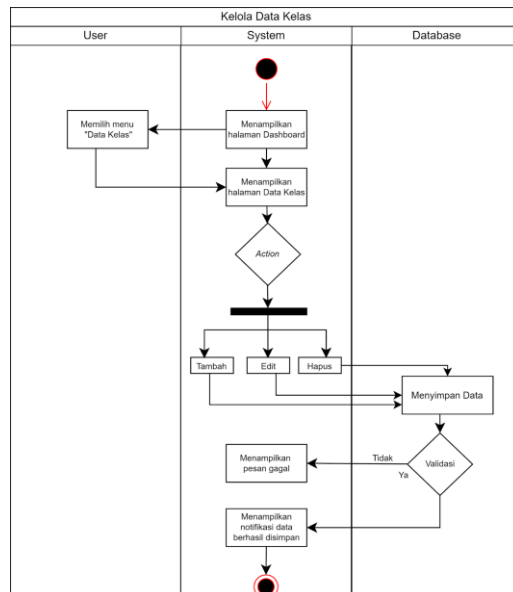 Kelola Data Kelas
User
System
Database
Memilih menu
"Data Kelas"
Menampilkan
halaman Dashboard
Menampilkan
halaman Data Kelas
Action
Tambah
Edit
Hapus
Menyimpan Data
Validasi
Tidak
Ya
Menampilkan
pesan gagal
Menampilkan
notifikasi data
berhasil disimpan